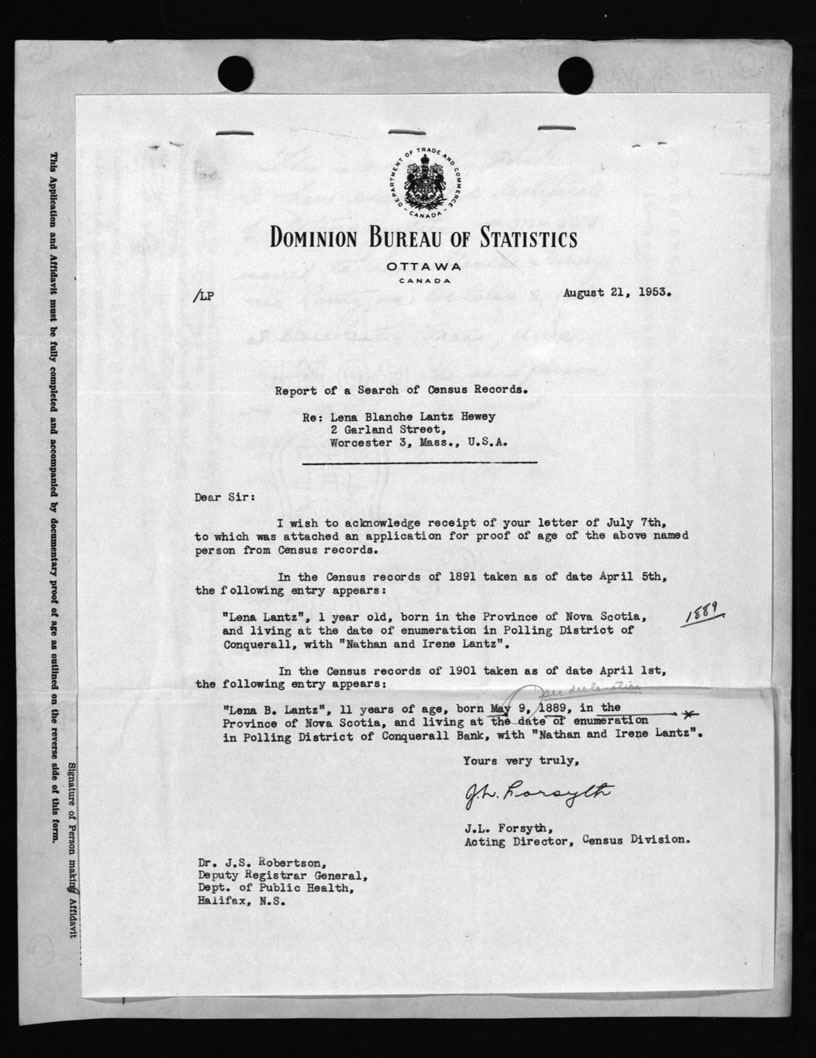 DEPARTMENT OF TRADE AND COMMERCE
CANADA
DOMINION BUREAU OF STATISTICS
OTTAWA
CANADA
/LP
August 21, 1953.
Report of a Search of Census Records.
Re: Lena Blanche Lantz Hewey
2 Garland Street,
Worcester 3, Mass., U.S.A.
Dear Sir:
I wish to acknowledge receipt of your letter of July 7th,
to which was attached an application for proof of age of the above named
person from Census records.
In the Census records of 1891 taken as of date April 5th,
the following entry appears:
"Lena Lantz", 1 year old, born in the Province of Nova Scotia,
and living at the date of enumeration in Polling District of
Conquerall, with "Nathan and Irene Lantz".
1889
In the Census records of 1901 taken as of date April 1st,
the following entry appears:
see declaration
"Lena B. Lantz", 11 years of age, born May 9, 1889, in the
Province of Nova Scotia, and living at the date of enumeration
in Polling District of Conquerall Bank, with "Nathan and Irene Lantz".
Yours very truly,
J.L. Forsyth
J.L. Forsyth,
Acting Director, Census Division.
Dr. J.S. Robertson,
Deputy Registrar General,
Dept. of Public Health,
Halifax, N.S.
This Application and Affidavit must be fully completed and accompanied by documentary proof of age as outlined on the reverse side of this form.
Signature of Person making Affidavit